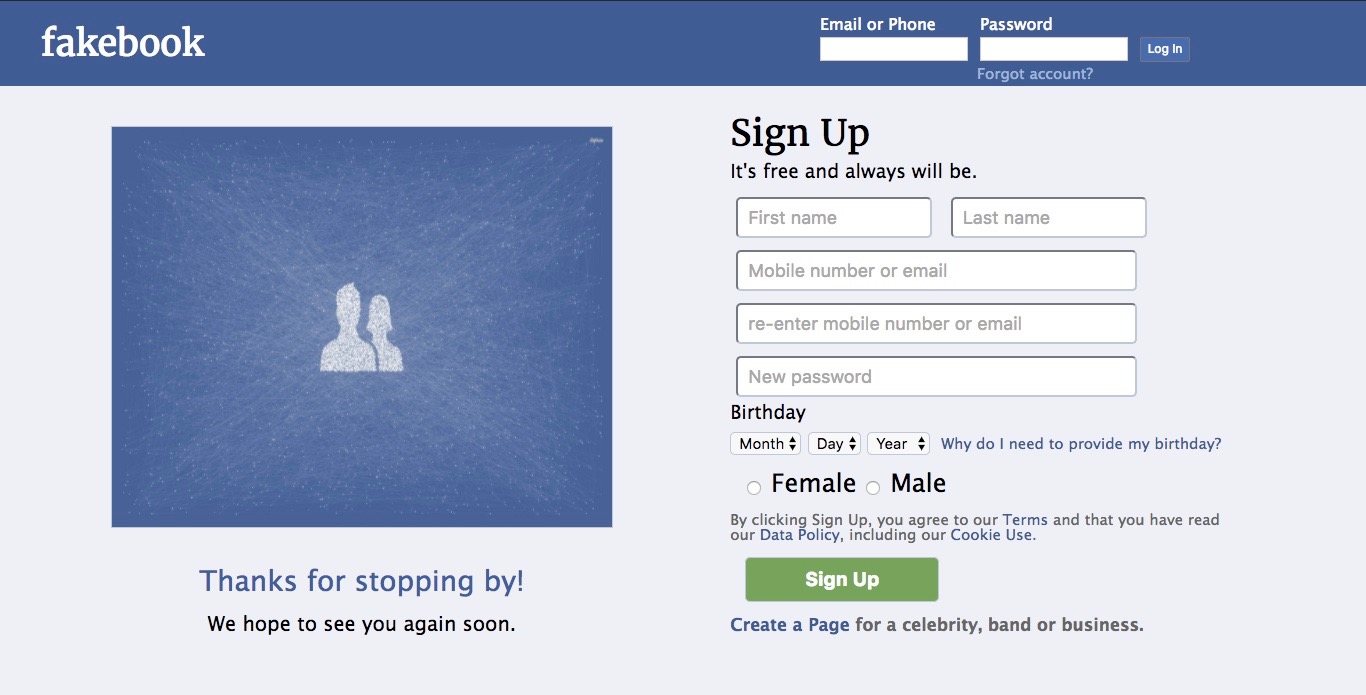 fakebook
Email or Phone
Password
Log In
Forgot account?
Thanks for stopping by!
We hope to see you again soon.
Sign Up
It's free and always will be.
First name
Last name
Mobile number or email
re-enter mobile number or email
New password
Birthday
Month Day Year Why do I need to provide my birthday?
Female Male
By clicking Sign Up, you agree to our Terms and that you have read
our Data Policy, including our Cookie Use.
Sign Up
Create a Page for a celebrity, band or business.